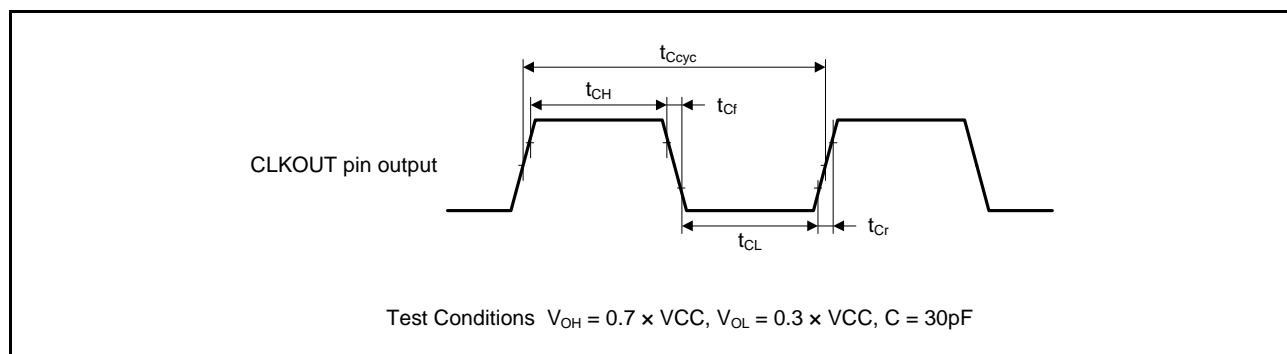 tCcyc
tCH
tCf
CLKOUT pin output
tCL
tCr
Test Conditions VOH = 0.7 × VCC, VOL = 0.3 × VCC, C = 30pF